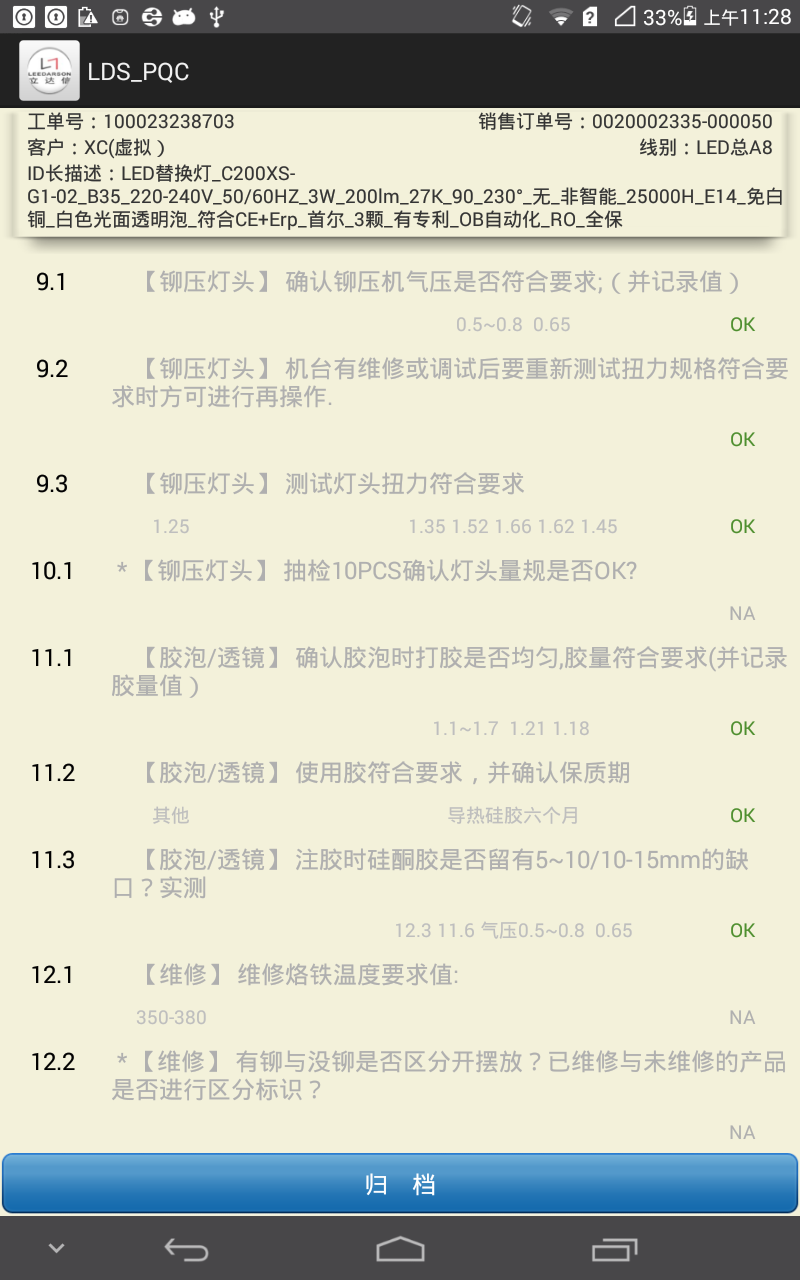 33% 上午11:28
LEEDARSON
立达信
LDS_PQC
工单号：100023238703 销售订单号：0020002335-000050
客户：XC(虚拟） 线别：LED总A8
ID长描述：LED替换灯_C200XS-
G1-02_B35_220-240V_50/60HZ_3W_200lm_27K_90_230°_无_非智能_25000H_E14_免白
铜_白色光面透明泡_符合CE+Erp_首尔_3颗_有专利_OB自动化_RO_全保
9.1 【铆压灯头】确认铆压机气压是否符合要求;（并记录值）
0.5~0.8 0.65 OK
9.2 【铆压灯头】机台有维修或调试后要重新测试扭力规格符合要
求时方可进行再操作.
OK
9.3 【铆压灯头】测试灯头扭力符合要求
1.25 1.35 1.52 1.66 1.62 1.45 OK
10.1 *【铆压灯头】抽检10PCS确认灯头量规是否OK?
NA
11.1 【胶泡/透镜】确认胶泡时打胶是否均匀,胶量符合要求(并记录
胶量值）
1.1~1.7 1.21 1.18 OK
11.2 【胶泡/透镜】使用胶符合要求，并确认保质期
其他 导热硅胶六个月 OK
11.3 【胶泡/透镜】注胶时硅酮胶是否留有5~10/10-15mm的缺
口？实测
12.3 11.6 气压0.5~0.8 0.65 OK
12.1 【维修】维修烙铁温度要求值:
350-380 NA
12.2 *【维修】有铆与没铆是否区分开摆放？已维修与未维修的产品
是否进行区分标识？
NA
归 档